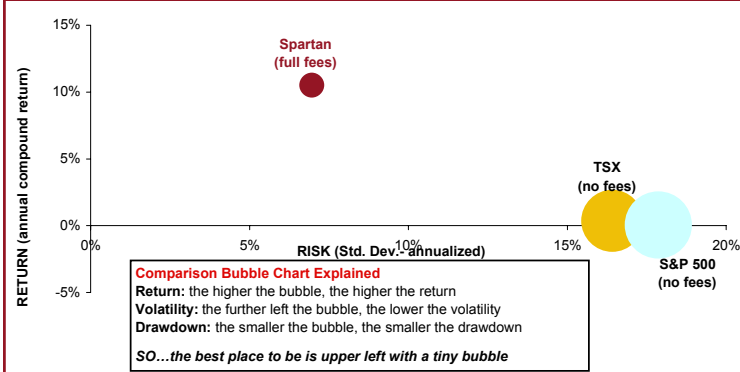 15%
Spartan
(full fees)
10%
RETURN (annual compound return)
5%
TSX
(no fees)
0%
0%
5%
10%
15%
20%
RISK (Std. Dev.- annualized)
S&P 500
(no fees)
-5%
Comparison Bubble Chart Explained
Return: the higher the bubble, the higher the return
Volatility: the further left the bubble, the lower the volatility
Drawdown: the smaller the bubble, the smaller the drawdown
SO…the best place to be is upper left with a tiny bubble